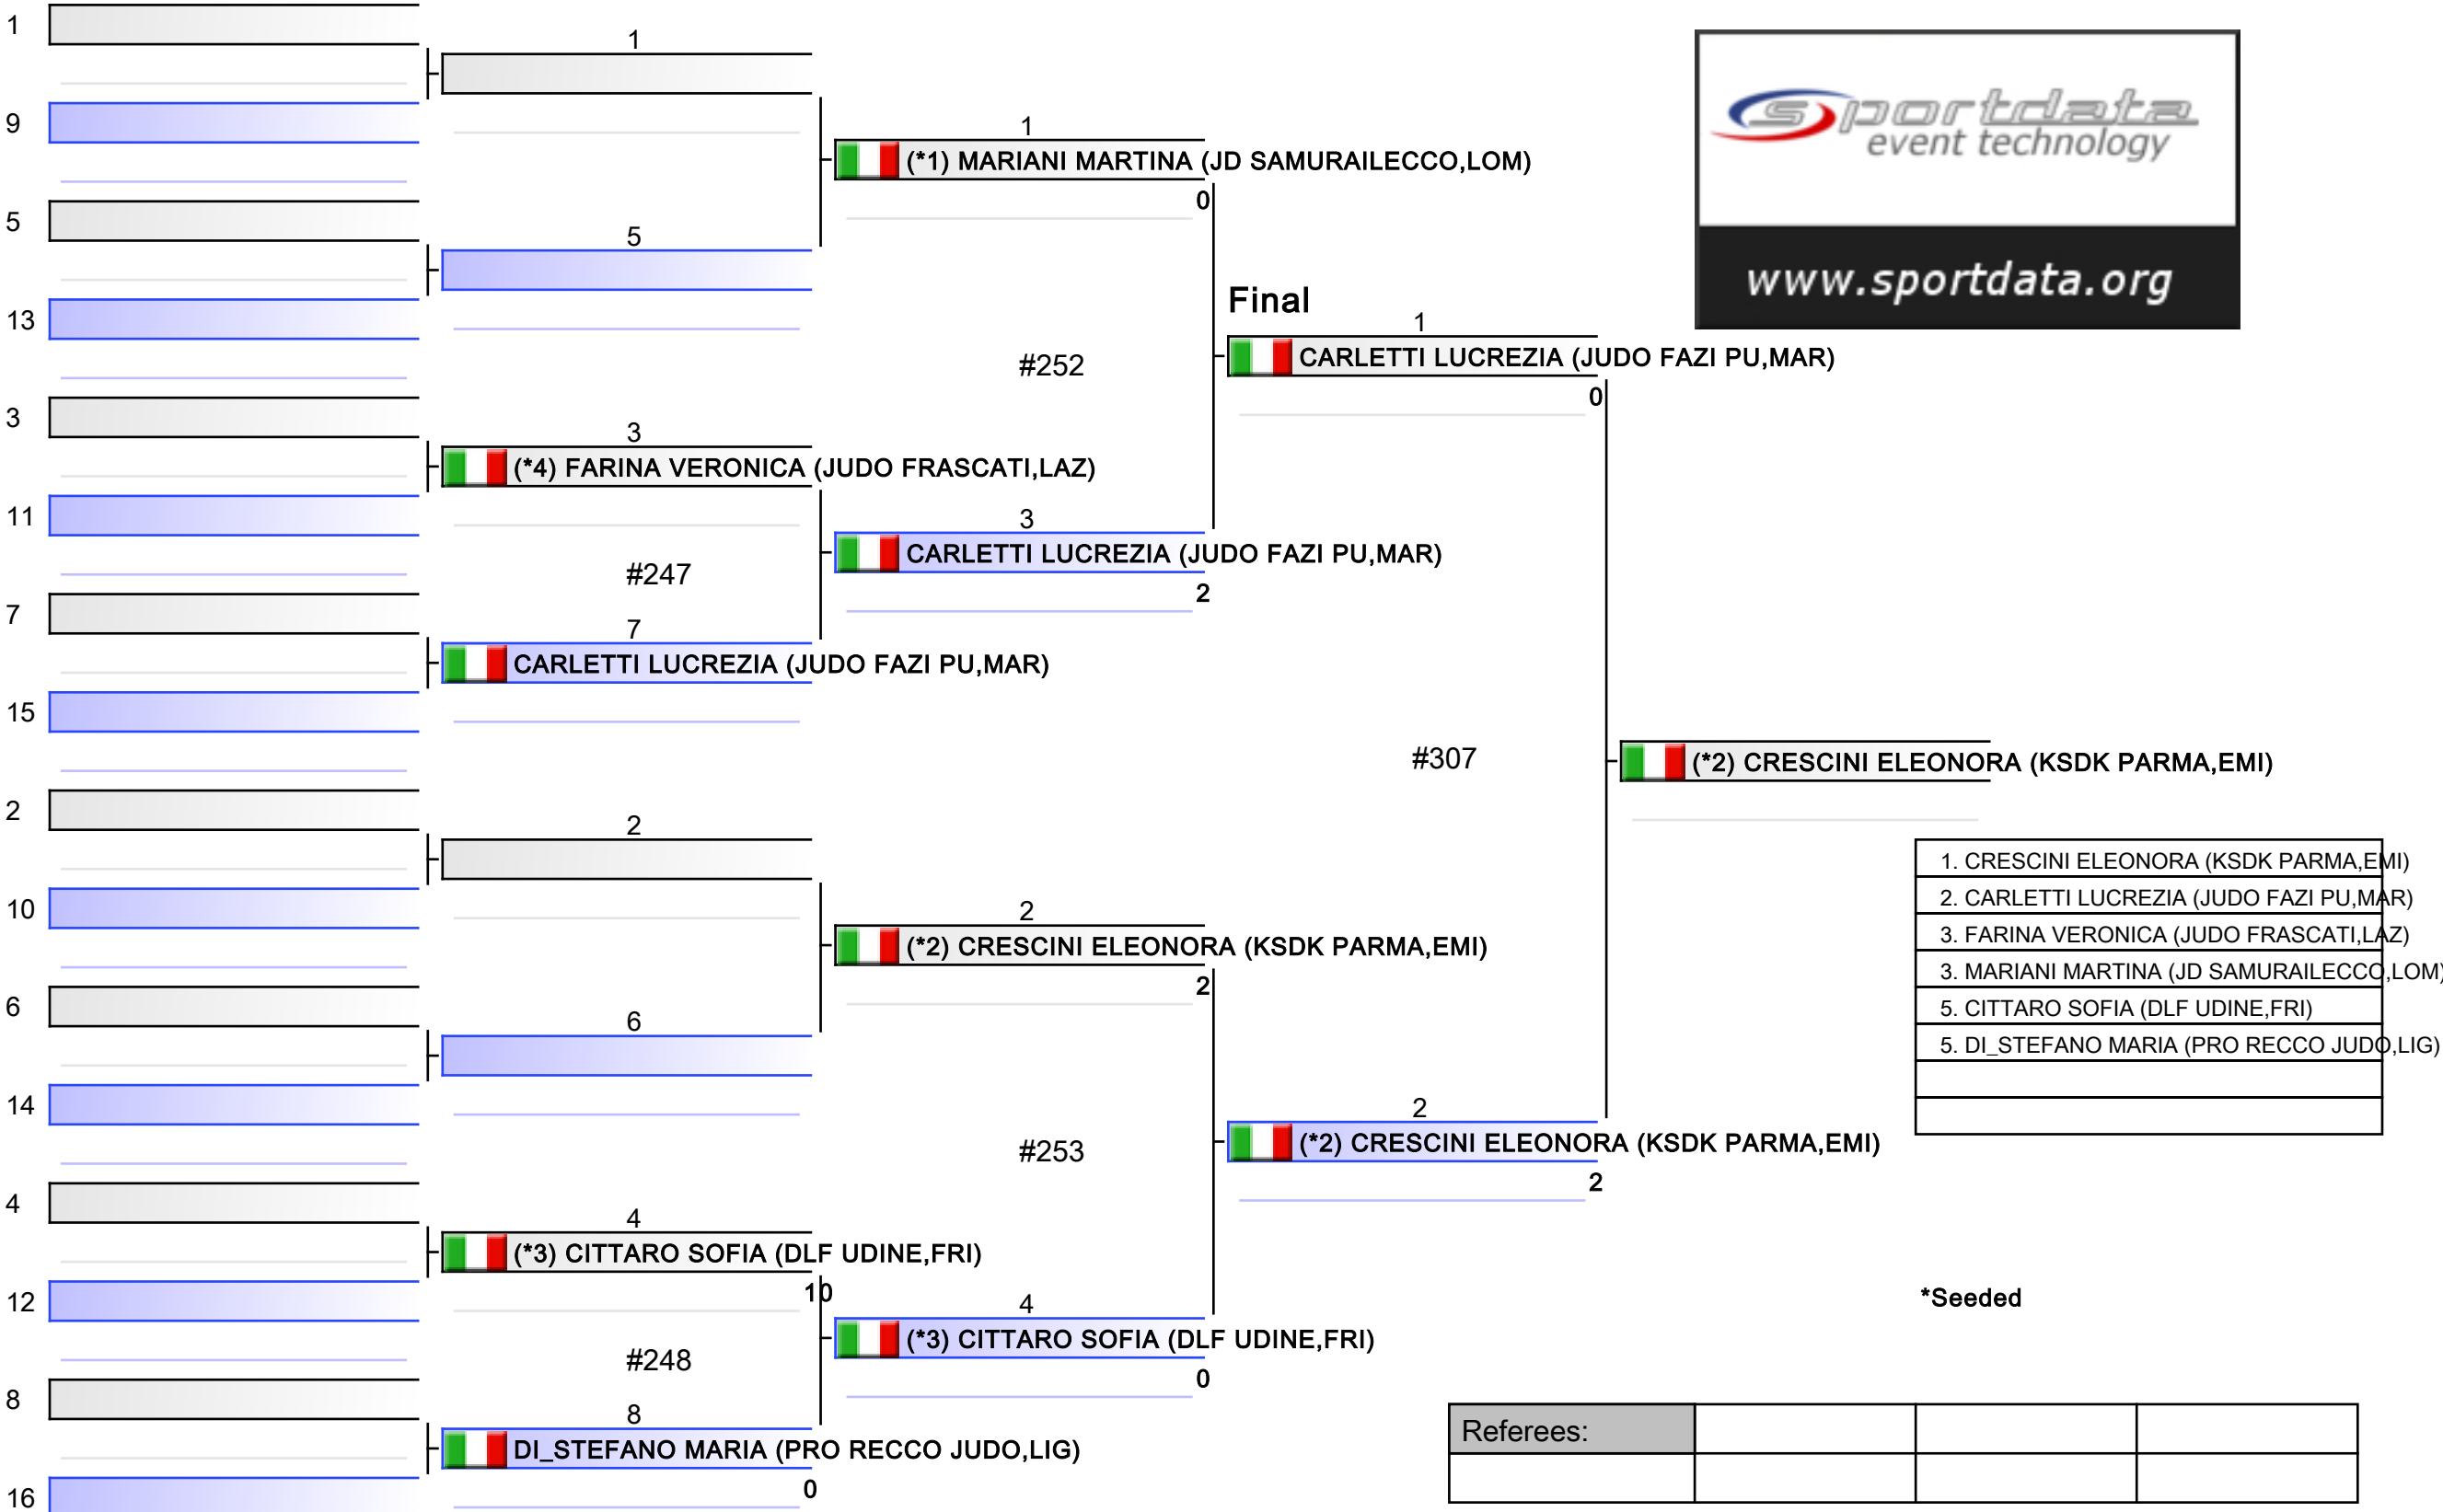 1
9
5
13
3
11
7
15
2
10
6
14
4
12
8
16
1
5
3
(*4) FARINA VERONICA (JUDO FRASCATI,LAZ)
#247
7
CARLETTI LUCREZIA (JUDO FAZI PU,MAR)
2
6
4
(*3) CITTARO SOFIA (DLF UDINE,FRI)
10
#248
8
DI_STEFANO MARIA (PRO RECCO JUDO,LIG)
0
1
(*1) MARIANI MARTINA (JD SAMURAILECCO,LOM)
0
#252
3
CARLETTI LUCREZIA (JUDO FAZI PU,MAR)
2
2
(*2) CRESCINI ELEONORA (KSDK PARMA,EMI)
2
#253
4
(*3) CITTARO SOFIA (DLF UDINE,FRI)
0
Final
1
CARLETTI LUCREZIA (JUDO FAZI PU,MAR)
0
#307
2
(*2) CRESCINI ELEONORA (KSDK PARMA,EMI)
2
(*2) CRESCINI ELEONORA (KSDK PARMA,EMI)
sportdata
event technology
www.sportdata.org
1. CRESCINI ELEONORA (KSDK PARMA,EMI)
2. CARLETTI LUCREZIA (JUDO FAZI PU,MAR)
3. FARINA VERONICA (JUDO FRASCATI,LAZ)
3. MARIANI MARTINA (JD SAMURAILECCO,LOM)
5. CITTARO SOFIA (DLF UDINE,FRI)
5. DI_STEFANO MARIA (PRO RECCO JUDO,LIG)
*Seeded
Referees: